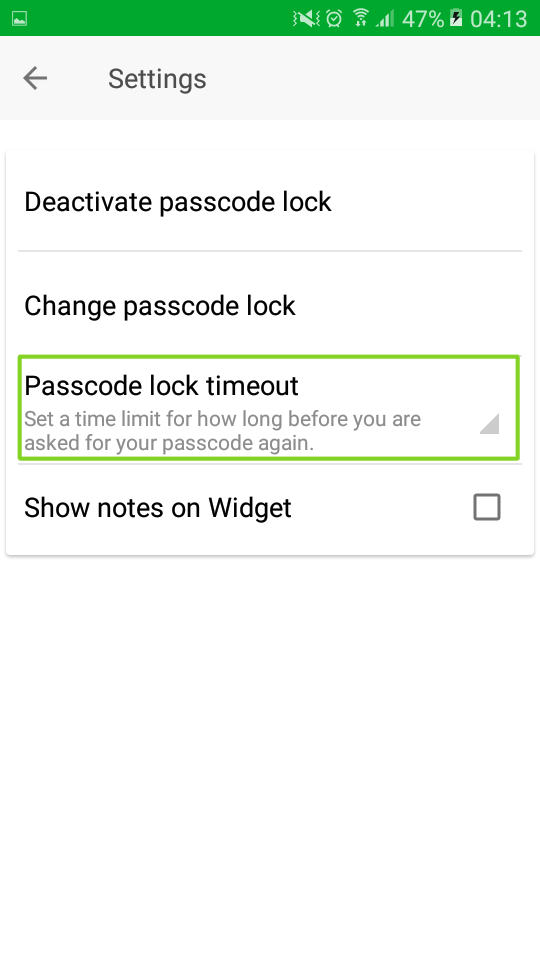 47% 04:13
Settings
Deactivate passcode lock
Change passcode lock
Passcode lock timeout
Set a time limit for how long before you are
asked for your passcode again.
Show notes on Widget